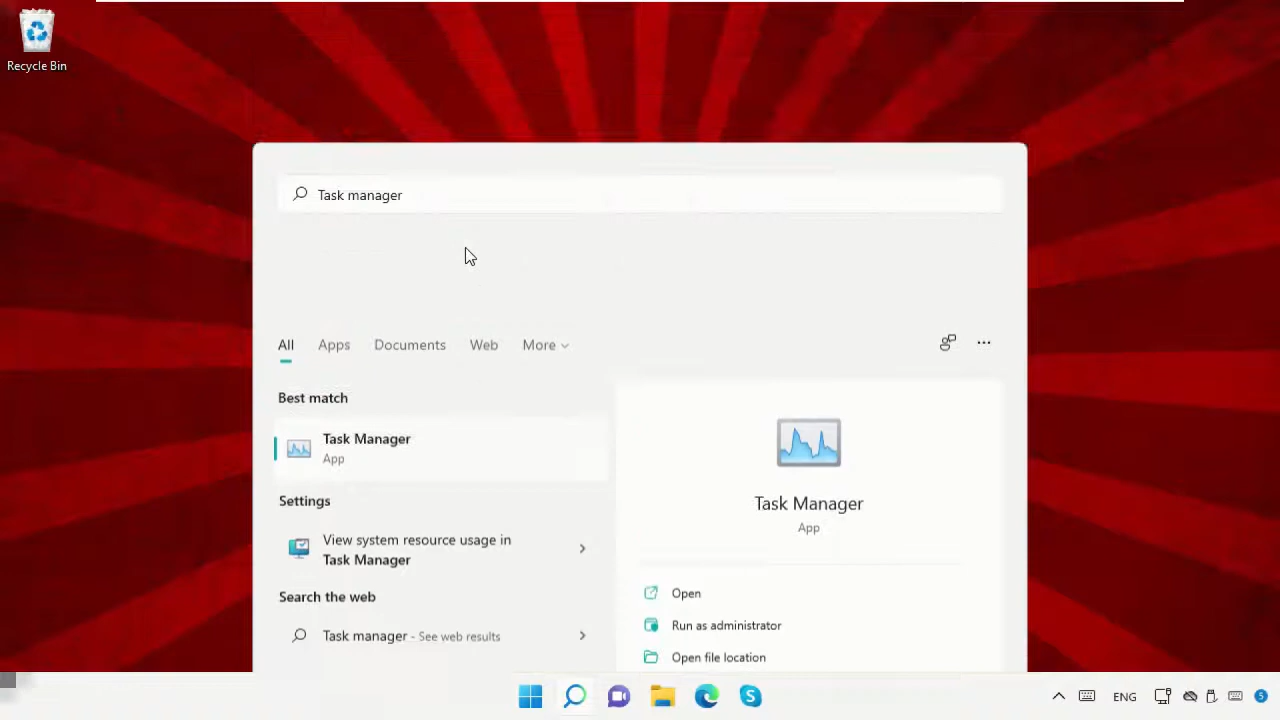 Recycle Bin
Task manager
All Apps Documents Web More
Best match
Task Manager
App
Settings
View system resource usage in
Task Manager
Search the web
Task manager - See web results
Task Manager
App
Open
Run as administrator
Open file location
ENG
5